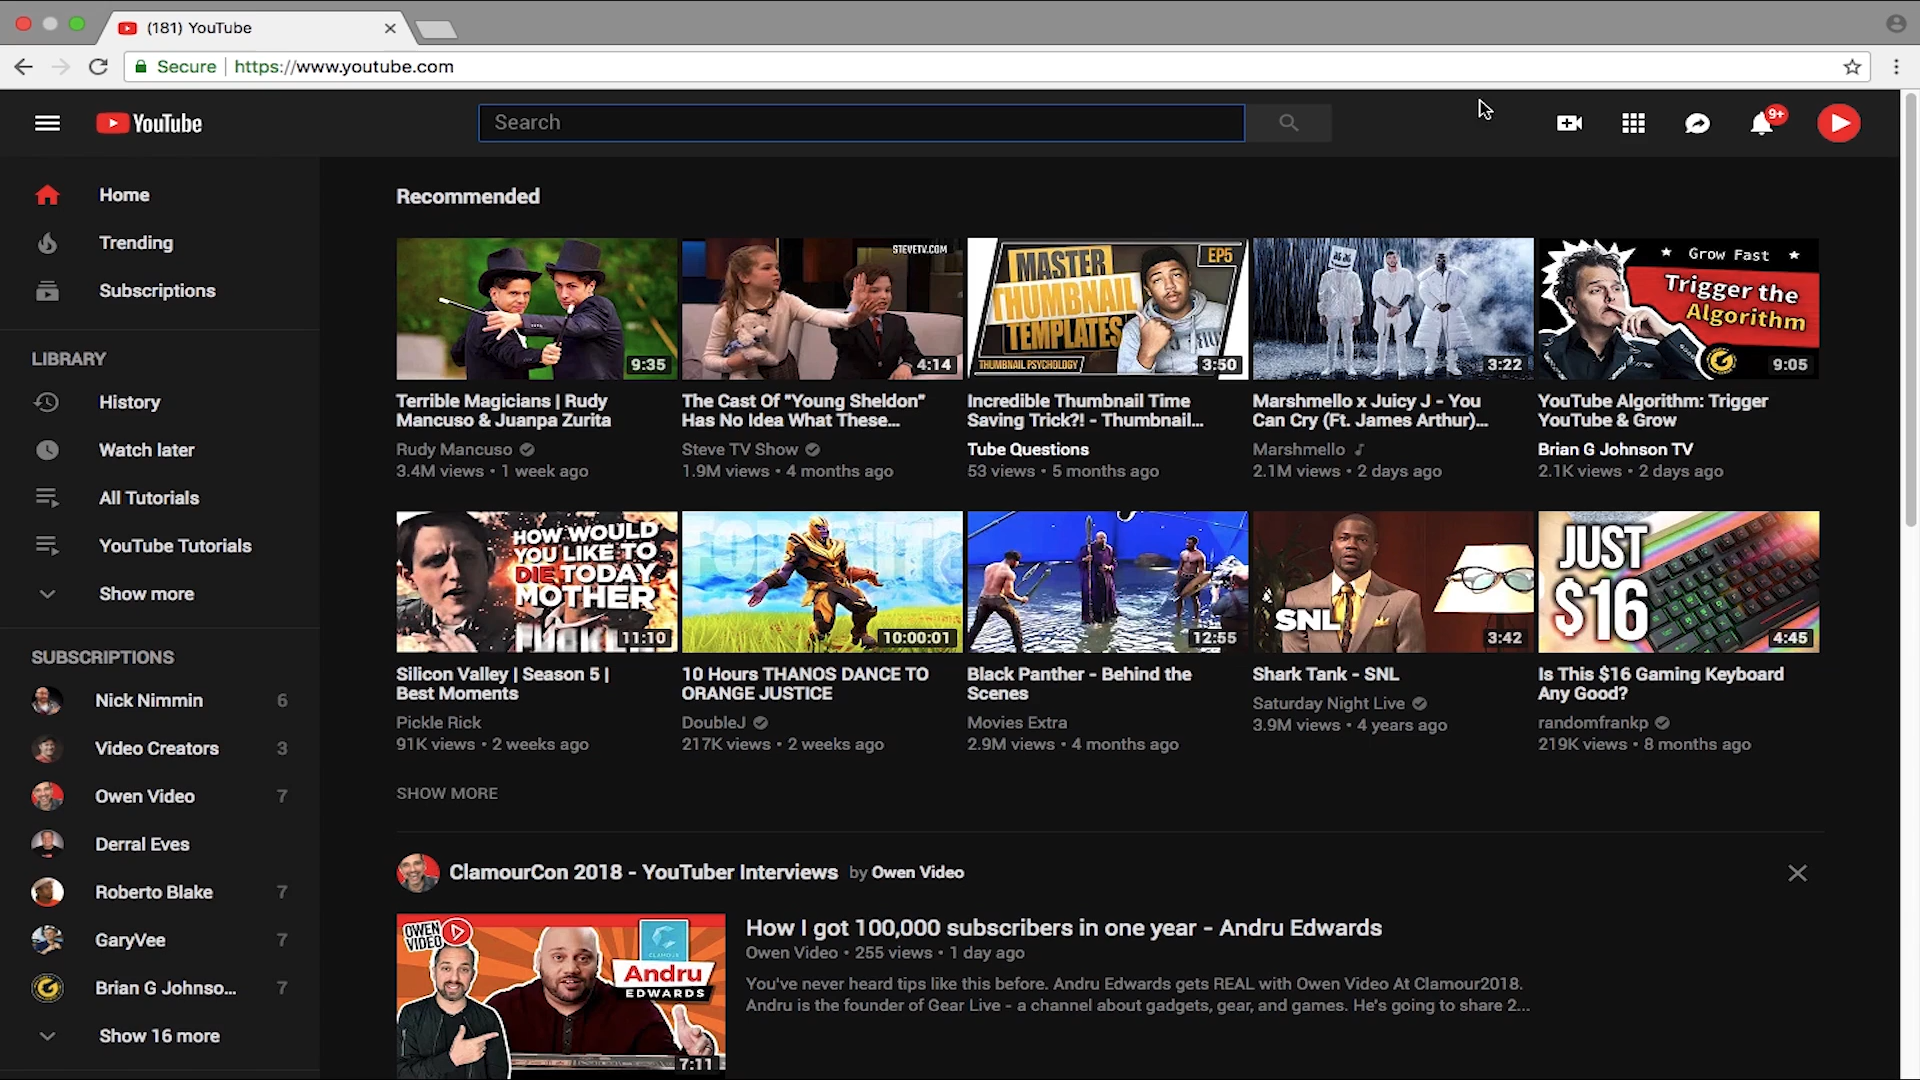 (181) YouTube
Secure
https://www.youtube.com
YouTube
Search
9+
Home
Trending
Subscriptions
LIBRARY
History
Watch later
All Tutorials
YouTube Tutorials
Show more
SUBSCRIPTIONS
Nick Nimmin 6
Video Creators 3
Owen Video 7
Derral Eves
Roberto Blake 7
GaryVee 7
Brian G Johnso... 7
Show 16 more
Recommended
9:35
Terrible Magicians | Rudy
Mancuso & Juanpa Zurita
Rudy Mancuso
3.4M views • 1 week ago
STEVETV.COM
4:14
The Cast Of "Young Sheldon"
Has No Idea What These...
Steve TV Show
1.9M views • 4 months ago
EP5
MASTER
THUMBNAIL
TEMPLATES
THUMBNAIL PSYCHOLOGY
3:50
Incredible Thumbnail Time
Saving Trick?! - Thumbnail...
Tube Questions
53 views • 5 months ago
3:22
Marshmello x Juicy J - You
Can Cry (Ft. James Arthur)...
Marshmello
2.1M views • 2 days ago
Grow Fast
Trigger the
Algorithm
9:05
YouTube Algorithm: Trigger
YouTube & Grow
Brian G Johnson TV
2.1K views • 2 days ago
HOW WOULD
YOU LIKE TO
DIE TODAY
MOTHER
11:10
Silicon Valley | Season 5 |
Best Moments
Pickle Rick
91K views • 2 weeks ago
10:00:01
10 Hours THANOS DANCE TO
ORANGE JUSTICE
DoubleJ
217K views • 2 weeks ago
12:55
Black Panther - Behind the
Scenes
Movies Extra
2.9M views • 4 months ago
SNL
3:42
Shark Tank - SNL
Saturday Night Live
3.9M views • 4 years ago
JUST
$16
4:45
Is This $16 Gaming Keyboard
Any Good?
randomfrankp
219K views • 8 months ago
SHOW MORE
ClamourCon 2018 - YouTuber Interviews by Owen Video
OWEN
VIDEO
CLAMOUR
Andru
EDWARDS
7:11
How I got 100,000 subscribers in one year - Andru Edwards
Owen Video • 255 views • 1 day ago
You've never heard tips like this before. Andru Edwards gets REAL with Owen Video At Clamour2018.
Andru is the founder of Gear Live - a channel about gadgets, gear, and games. He's going to share 2...